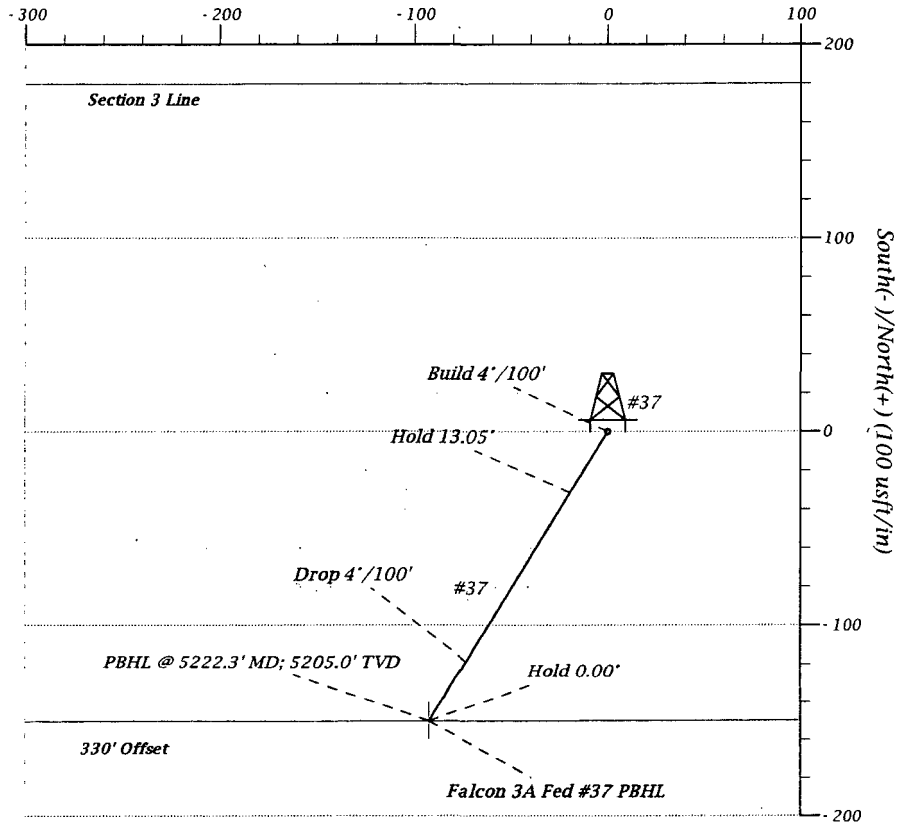 -300 -200 -100 0 100
200
Section 3 Line
100
South(-)/North(+) (100 usft/in)
Build 4°/100'
#37
0
Hold 13.05°
Drop 4°/100'
#37
-100
PBHL @ 5222.3' MD; 5205.0' TVD
Hold 0.00°
330' Offset
Falcon 3A Fed #37 PBHL
-200